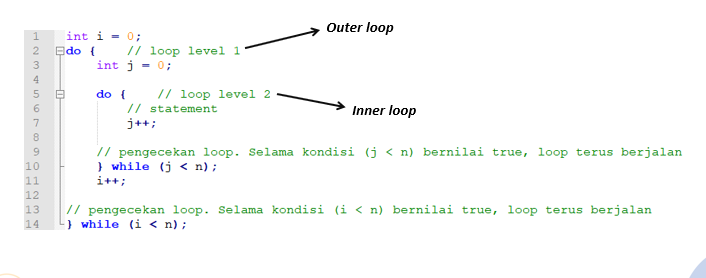 Outer loop
1 int i = 0;
2 do { // loop level 1
3 int j = 0;
4
5 do { // loop level 2
Inner loop
6 // statement
7 j++;
8
9 // pengecekan loop. Selama kondisi (j < n) bernilai true, loop terus berjalan
10 } while (j < n);
11 i++;
12
13 // pengecekan loop. Selama kondisi (i < n) bernilai true, loop terus berjalan
14 } while (i < n);